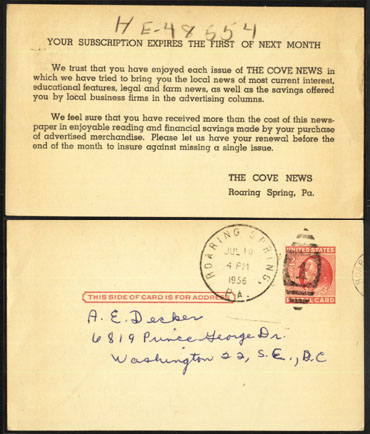 H E-48554
YOUR SUBSCRIPTION EXPIRES THE FIRST OF NEXT MONTH
We trust that you have enjoyed each issue of THE COVE NEWS in
which we have tried to bring you the local news of most current interest,
educational features, legal and farm news, as well as the savings offered
you by local business firms in the advertising columns.
We feel sure that you have received more than the cost of this news-
paper in enjoyable reading and financial savings made by your purchase
of advertised merchandise. Please let us have your renewal before the
end of the month to insure against missing a single issue.
THE COVE NEWS
Roaring Spring, Pa.
ROARING SPRING,
JUL 10
4 PM
1956
PA.
UNITED STATES
1
CARD
THIS SIDE OF CARD IS FOR ADDRESS
A. E. Decker
6819 Prince George Dr.
Washington 22, S.E., D.C